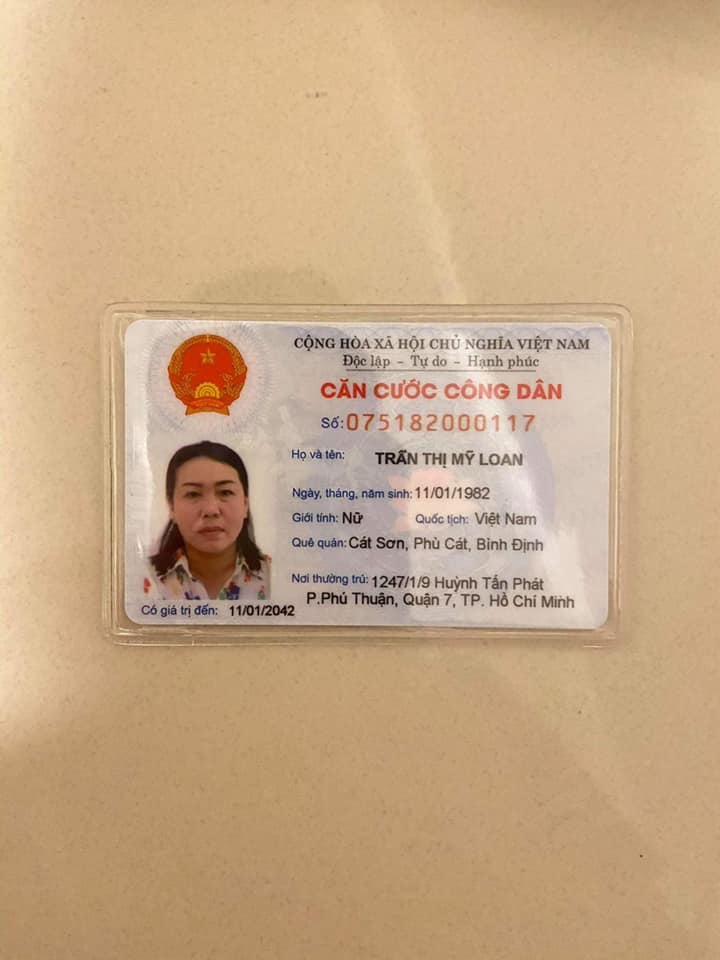 CỘNG HÒA XÃ HỘI CHỦ NGHĨA VIỆT NAM
Độc lập - Tự do - Hạnh phúc
CĂN CƯỚC CÔNG DÂN
Số: 075182000117
Họ và tên: TRẦN THỊ MỸ LOAN
Ngày, tháng, năm sinh: 11/01/1982
Giới tính: Nữ Quốc tịch: Việt Nam
Quê quán: Cát Sơn, Phù Cát, Bình Định
Nơi thường trú: 1247/1/9 Huỳnh Tấn Phát
P.Phú Thuận, Quận 7, TP. Hồ Chí Minh
Có giá trị đến: 11/01/2042